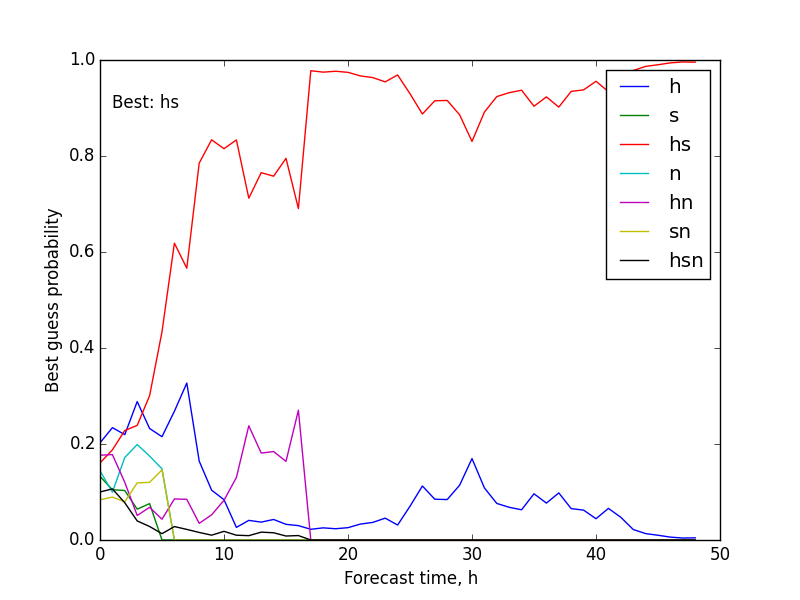 1.0
0.8
0.6
0.4
0.2
0.0
0
10
20
30
40
50
Best guess probability
Forecast time, h
Best: hs
h
s
hs
n
hn
sn
hsn